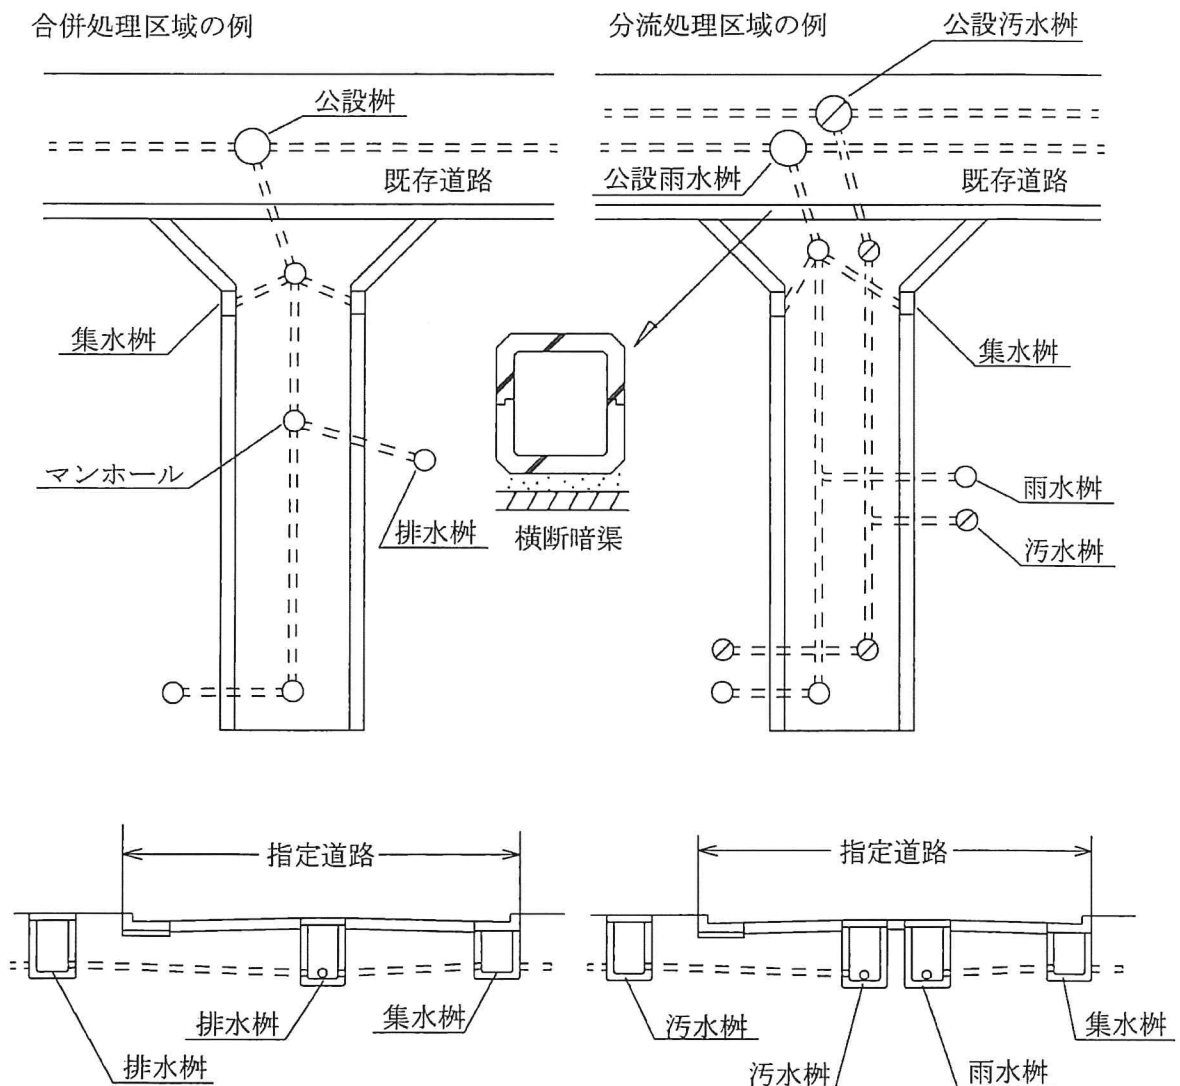 合併処理区域の例
公設桝
既存道路
集水桝
マンホール
排水桝
分流処理区域の例
公設汚水桝
公設雨水桝
既存道路
集水桝
横断暗渠
雨水桝
汚水桝
指定道路
排水桝
集水桝
排水桝
指定道路
汚水桝
集水桝
汚水桝
雨水桝